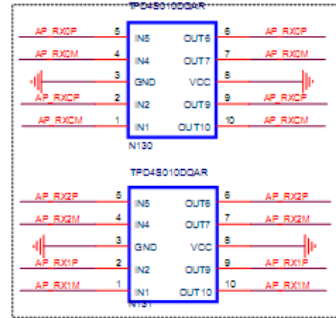 TPD4S010DQAR
AP_RX0P 5 IN5 OUT6 6 AP_RX0P
AP_RX0M 4 IN4 OUT7 7 AP_RX0M
3 GND VCC 8
AP_RXCP 2 IN2 OUT9 9 AP_RXCP
AP_RXCM 1 IN1 OUT10 10 AP_RXCM
N130
TPD4S010DQAR
AP_RX2P 5 IN5 OUT6 6 AP_RX2P
AP_RX2M 4 IN4 OUT7 7 AP_RX2M
3 GND VCC 8
AP_RX1P 2 IN2 OUT9 9 AP_RX1P
AP_RX1M 1 IN1 OUT10 10 AP_RX1M
N131